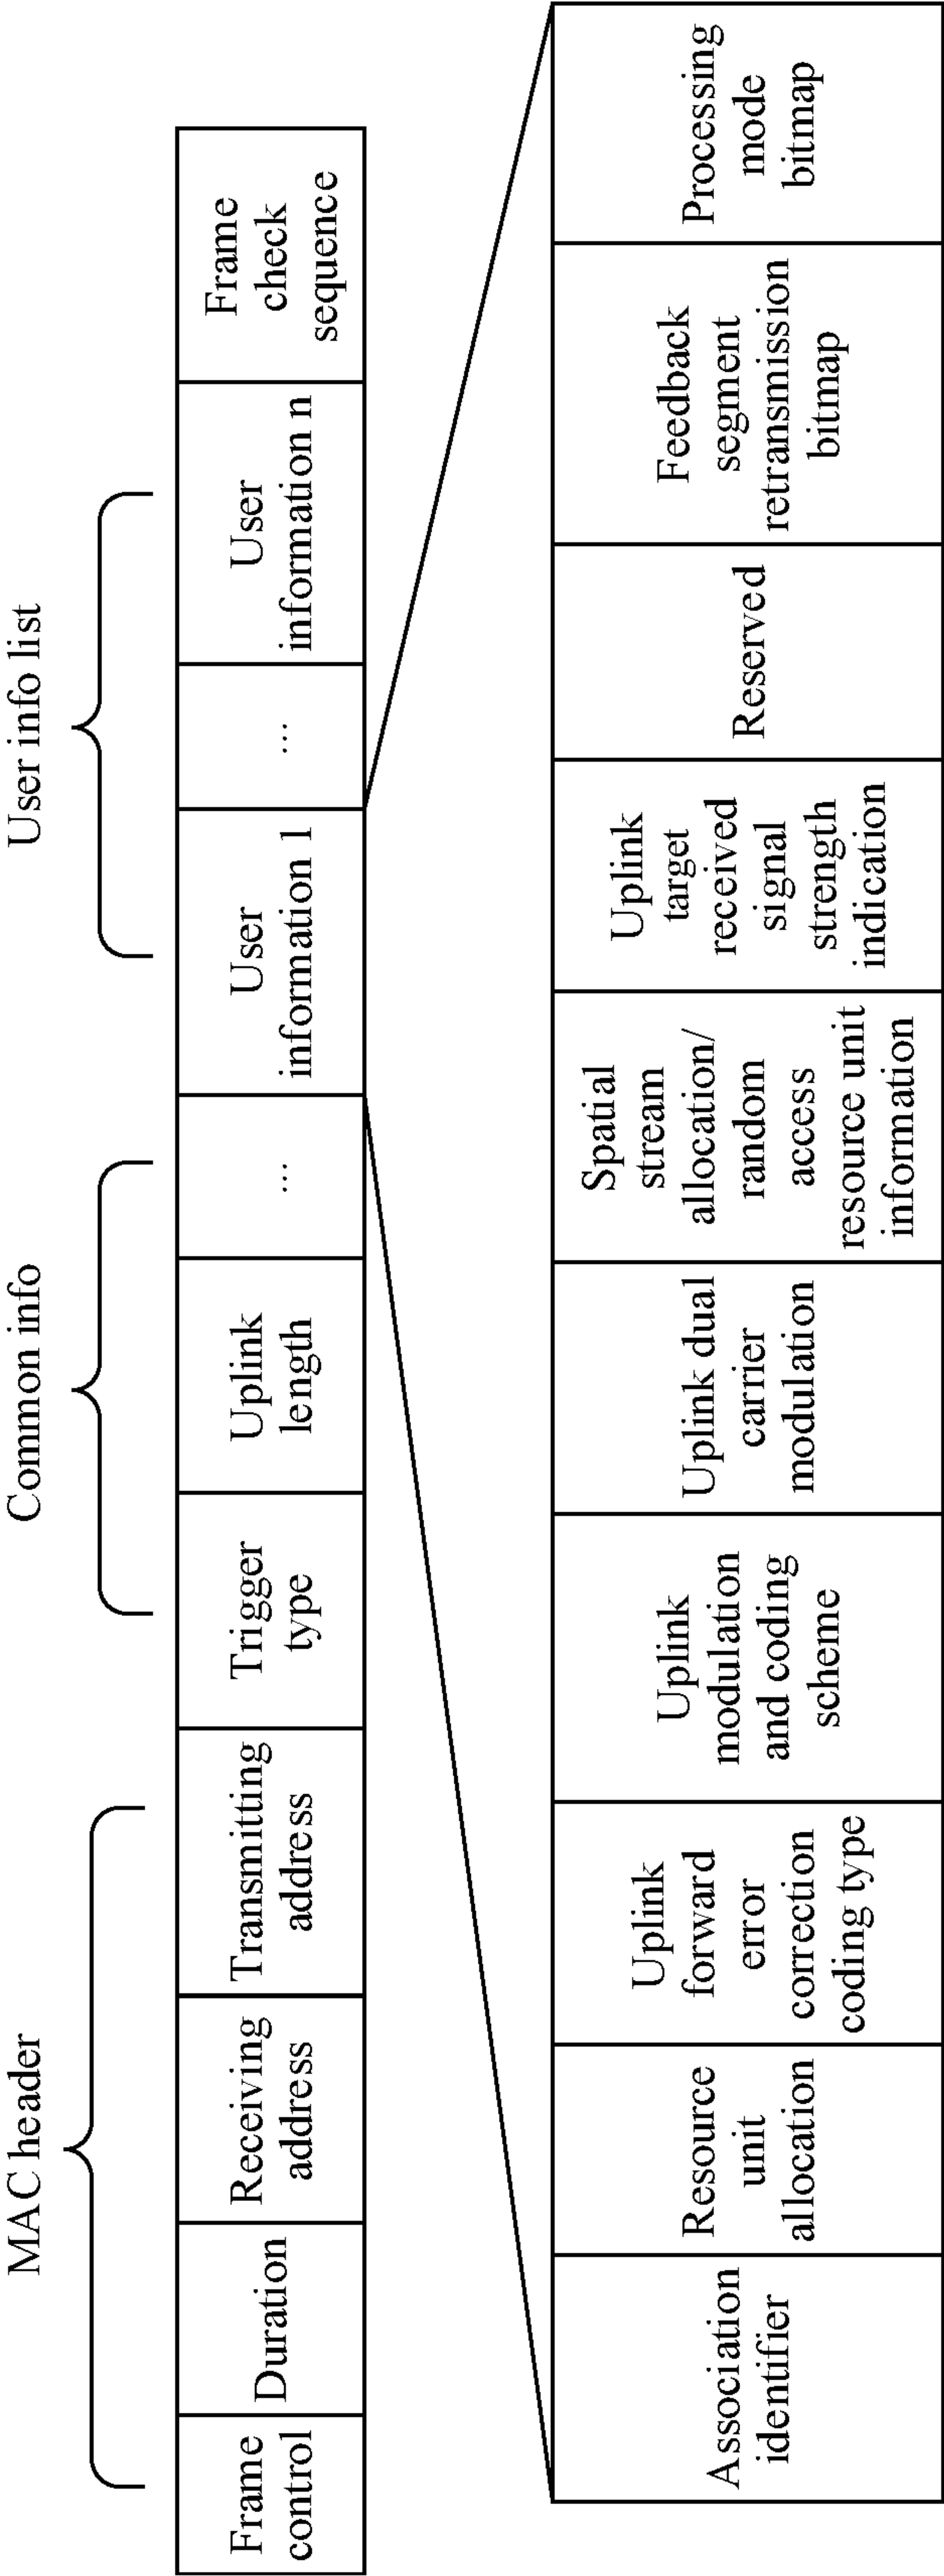 MAC header
Common info
User info list
Frame
control
Duration
Receiving
address
Transmitting
address
Trigger
type
Uplink
length
...
User
information 1
...
User
information n
Frame
check
sequence
Association
identifier
Resource
unit
allocation
Uplink
forward
error
correction
coding type
Uplink
modulation
and coding
scheme
Uplink dual
carrier
modulation
Spatial
stream
allocation/
random
access
resource unit
information
Uplink
target
received
signal
strength
indication
Reserved
Feedback
segment
retransmission
bitmap
Processing
mode
bitmap